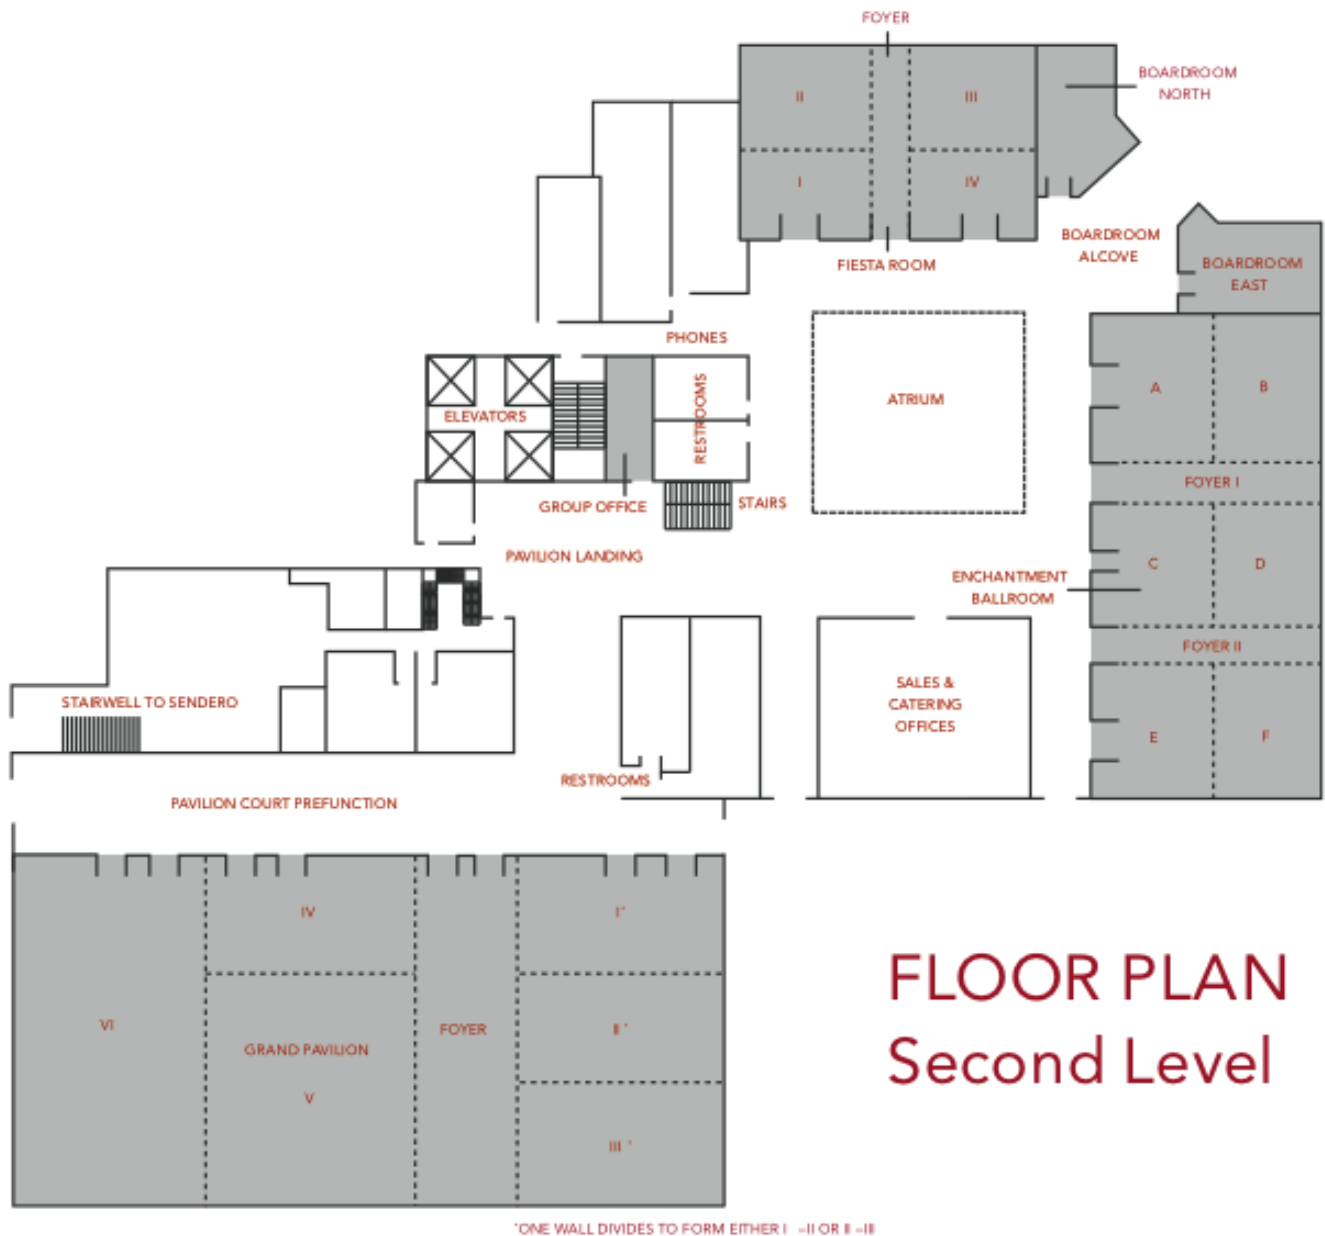 FOYER
BOARDROOM
NORTH
II
III
I
IV
BOARDROOM
ALCOVE
FIESTA ROOM
BOARDROOM
EAST
PHONES
RESTROOMS
ELEVATORS
ATRIUM
A
B
FOYER I
GROUP OFFICE
STAIRS
PAVILION LANDING
C
D
ENCHANTMENT
BALLROOM
FOYER II
SALES &
CATERING
OFFICES
STAIRWELL TO SENDERO
E
F
RESTROOMS
PAVILION COURT PREFUNCTION
IV
I*
VI
FOYER
II *
GRAND PAVILION
V
III *
FLOOR PLAN
Second Level
*ONE WALL DIVIDES TO FORM EITHER I –II OR II –III